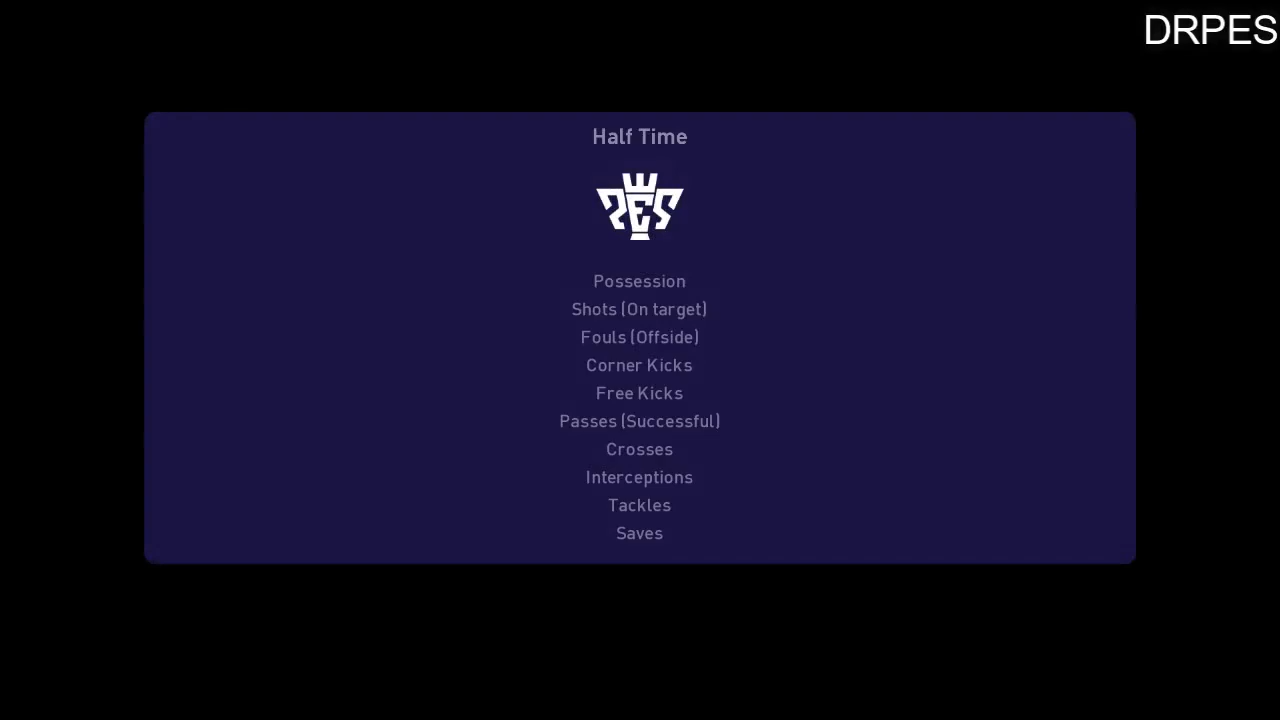 DRPES
Half Time
PES
Possession
Shots (On target)
Fouls (Offside)
Corner Kicks
Free Kicks
Passes (Successful)
Crosses
Interceptions
Tackles
Saves